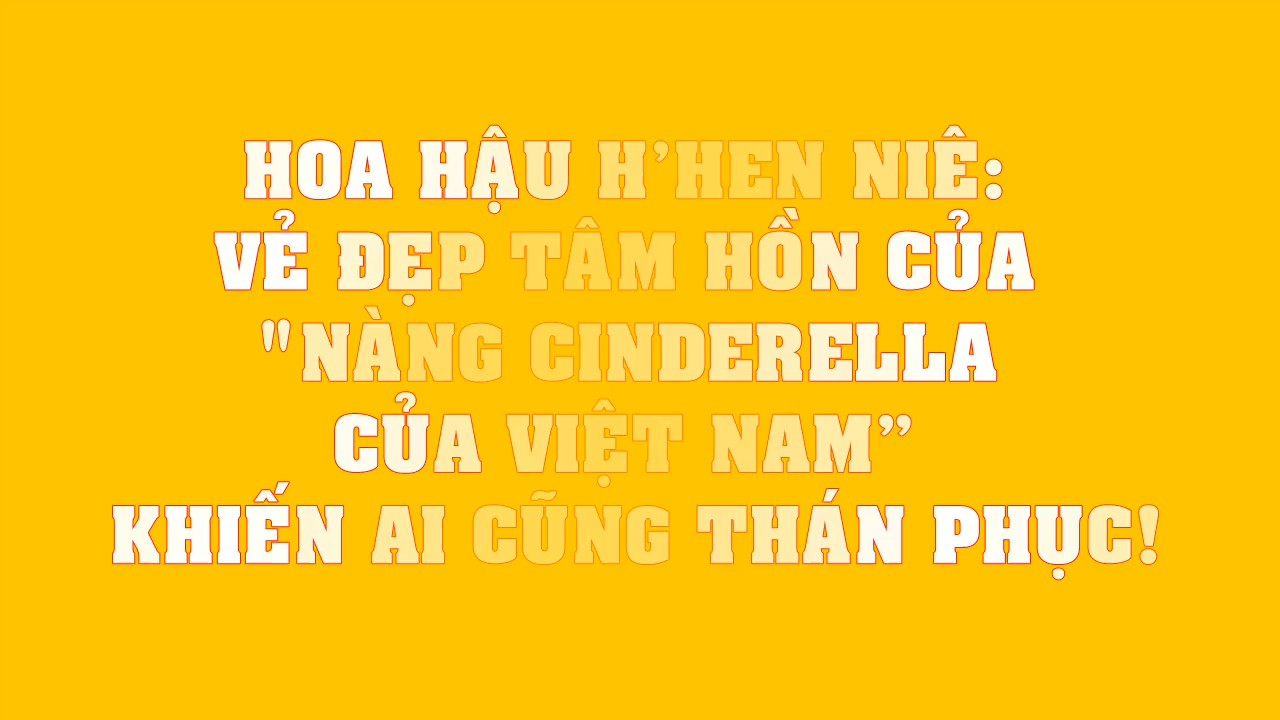 HOA HẬU H’HEN NIÊ:
VẺ ĐẸP TÂM HỒN CỦA
"NÀNG CINDERELLA
CỦA VIỆT NAM”
KHIẾN AI CŨNG THÁN PHỤC!